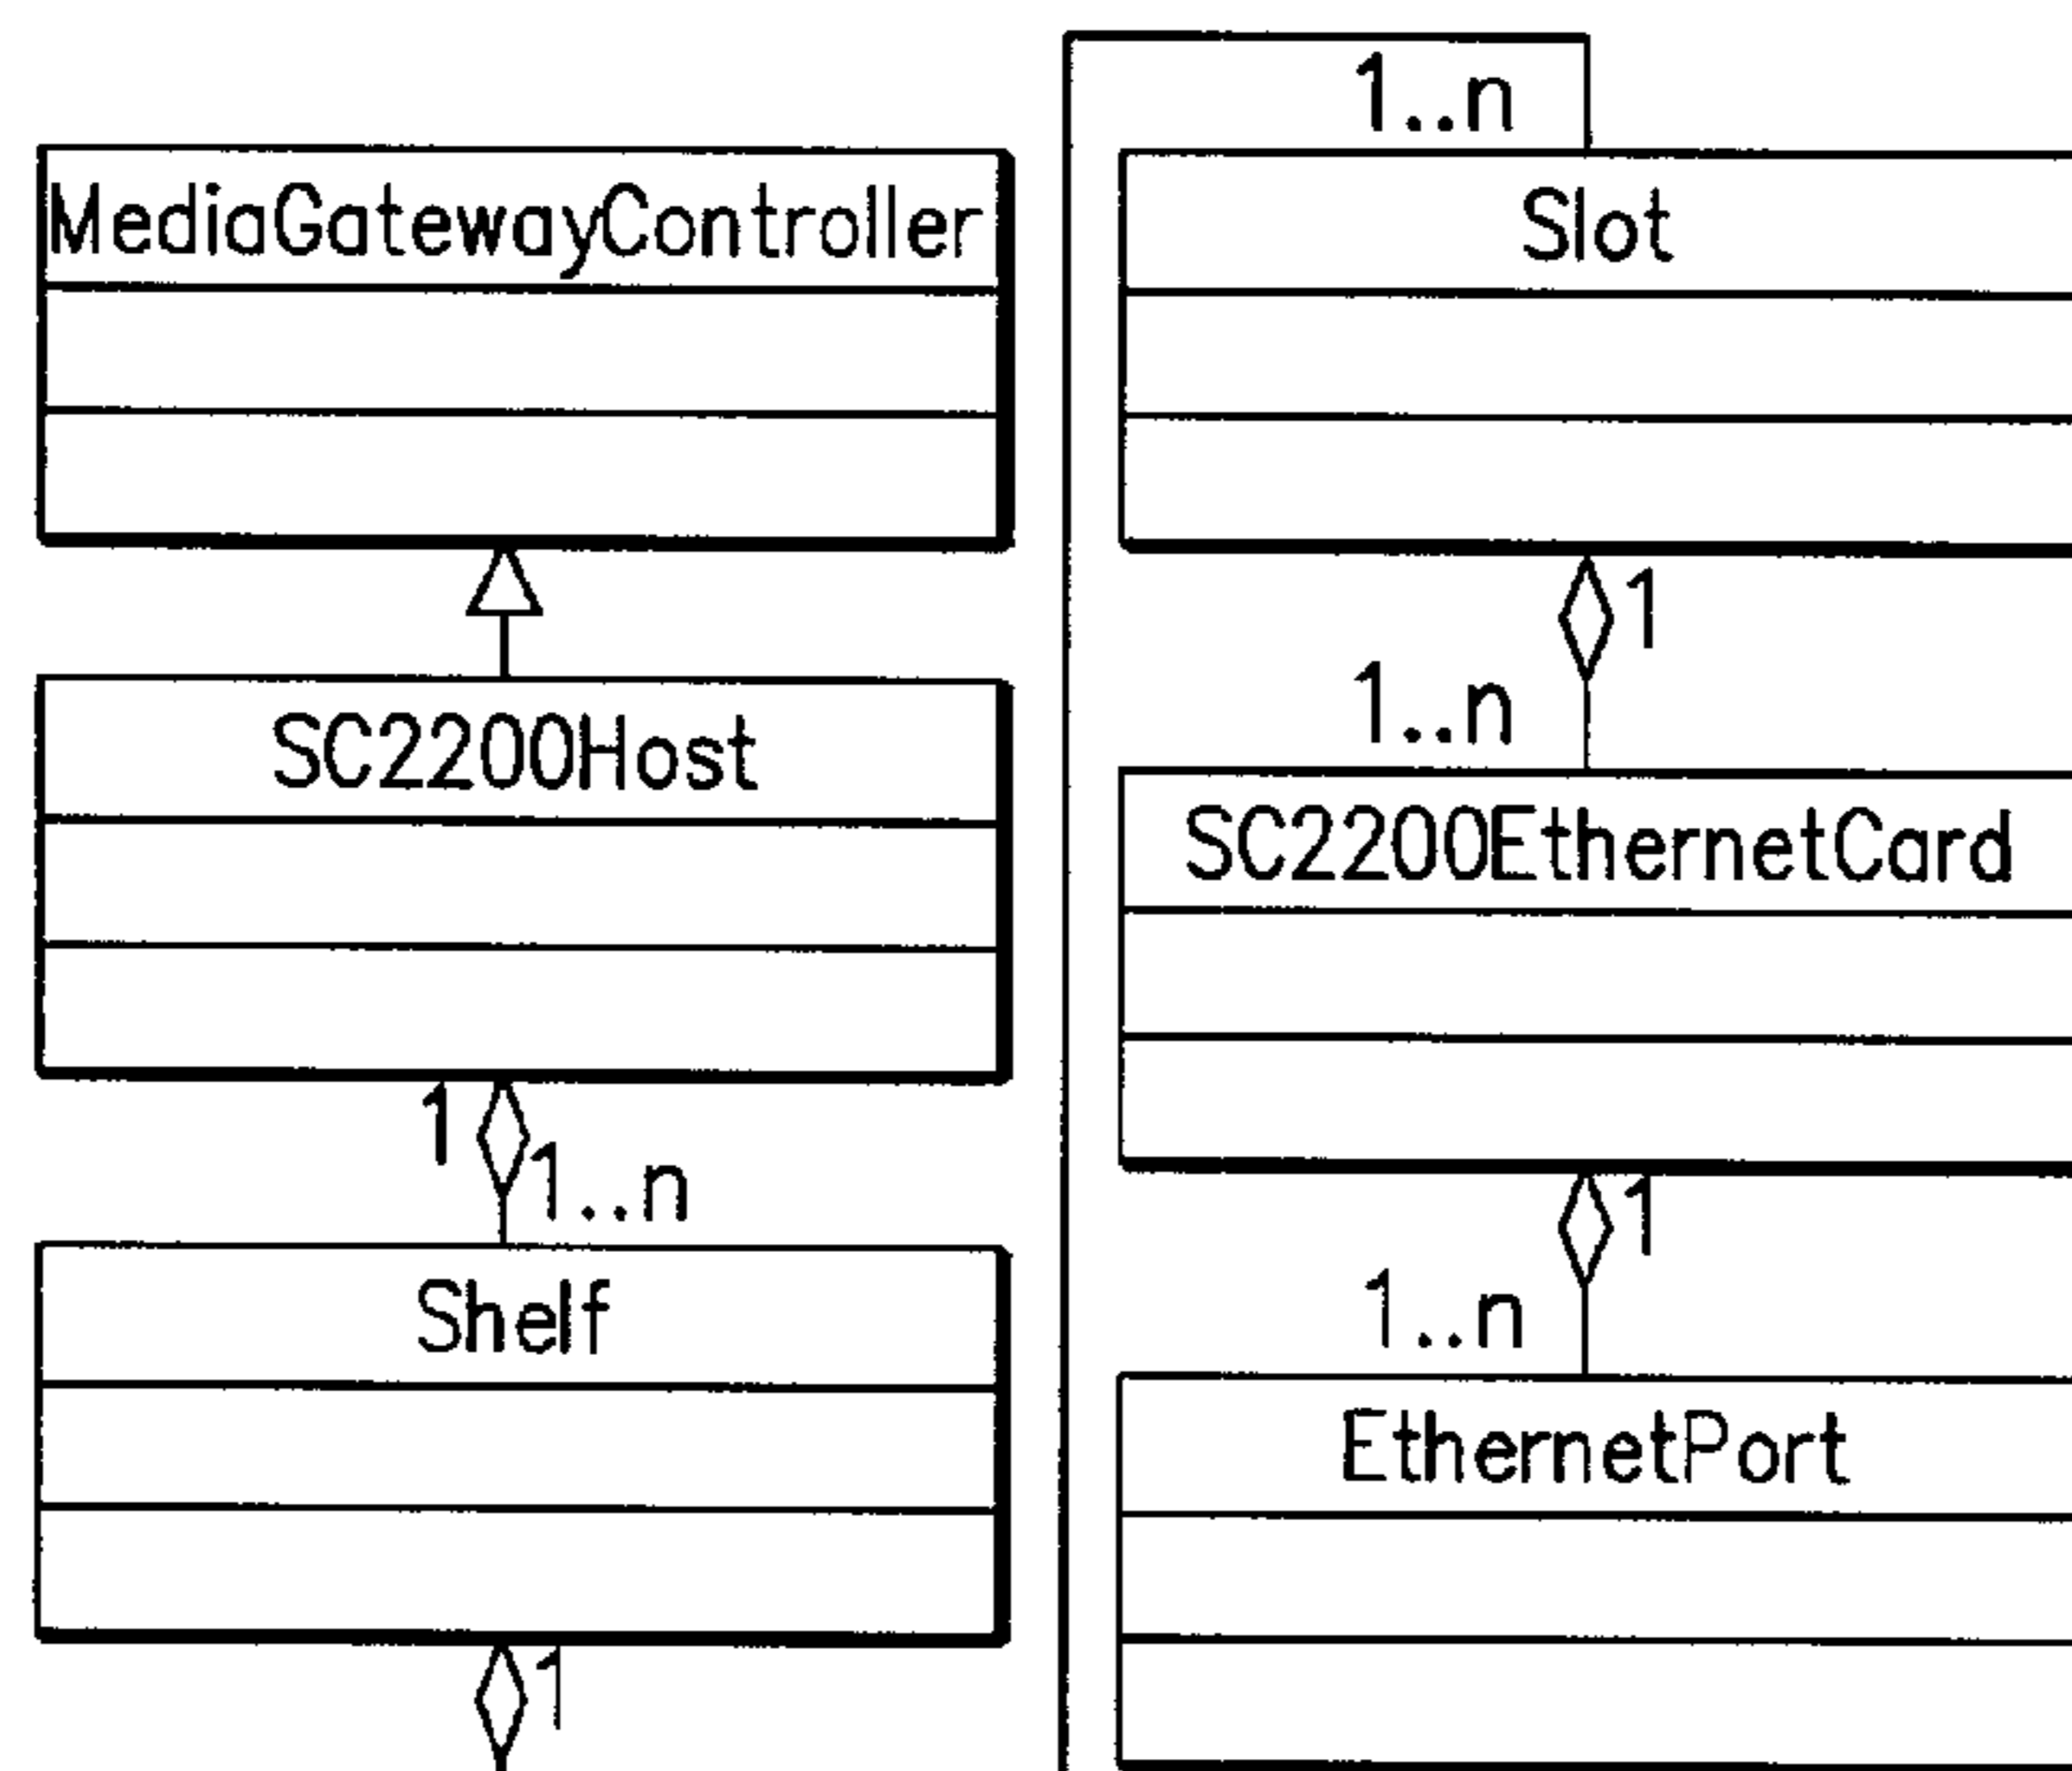 MediaGatewayController
SC2200Host
1
1..n
Shelf
1
1..n
Slot
1
1..n
SC2200EthernetCard
1
1..n
EthernetPort